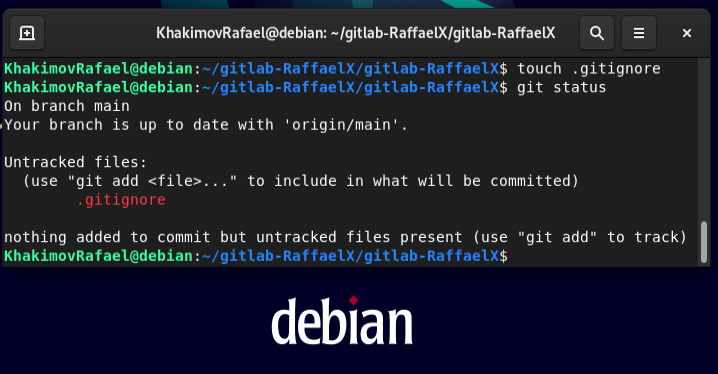 KhakimovRafael@debian: ~/gitlab-RaffaelX/gitlab-RaffaelX
KhakimovRafael@debian:~/gitlab-RaffaelX/gitlab-RaffaelX$ touch .gitignore
KhakimovRafael@debian:~/gitlab-RaffaelX/gitlab-RaffaelX$ git status
On branch main
Your branch is up to date with 'origin/main'.
Untracked files:
(use "git add <file>..." to include in what will be committed)
.gitignore
nothing added to commit but untracked files present (use "git add" to track)
KhakimovRafael@debian:~/gitlab-RaffaelX/gitlab-RaffaelX$
debian